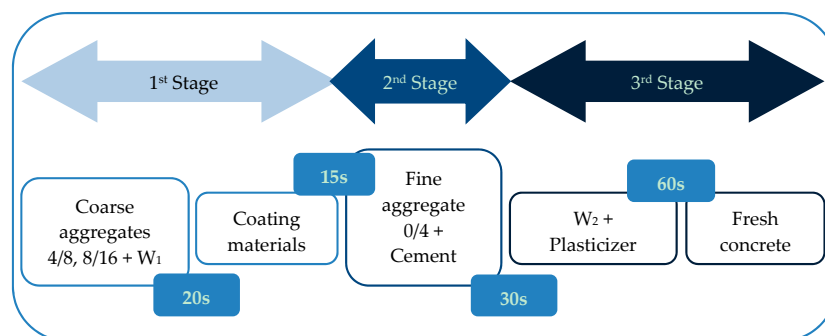 1st Stage
2nd Stage
3rd Stage
Coarse
aggregates
4/8, 8/16 + W₁
20s
Coating
materials
15s
Fine
aggregate
0/4 +
Cement
30s
W₂ +
Plasticizer
60s
Fresh
concrete